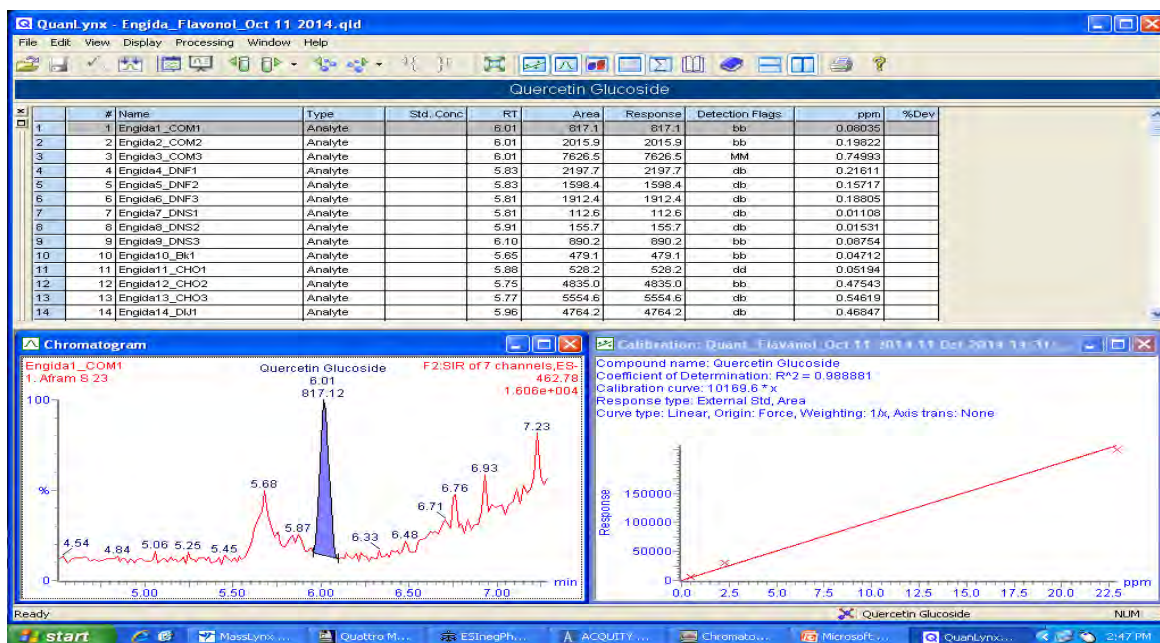 QuanLynx - Engida_Flavonol_Oct 11 2014.qld
File Edit View Display Processing Window Help
Quercetin Glucoside
# Name Type Std. Conc RT Area Response Detection Flags ppm %Dev
1 1 Engida1_COM1 Analyte 6.01 817.1 817.1 bb 0.08035
2 2 Engida2_COM2 Analyte 6.01 2015.9 2015.9 bb 0.19822
3 3 Engida3_COM3 Analyte 6.01 7626.5 7626.5 MM 0.74993
4 4 Engida4_DNF1 Analyte 5.83 2197.7 2197.7 db 0.21611
5 5 Engida5_DNF2 Analyte 5.83 1598.4 1598.4 db 0.15717
6 6 Engida6_DNF3 Analyte 5.81 1912.4 1912.4 db 0.18805
7 7 Engida7_DNS1 Analyte 5.81 112.6 112.6 db 0.01108
8 8 Engida8_DNS2 Analyte 5.91 155.7 155.7 db 0.01531
9 9 Engida9_DNS3 Analyte 6.10 890.2 890.2 bb 0.08754
10 10 Engida10_Bk1 Analyte 5.65 479.1 479.1 bb 0.04712
11 11 Engida11_CHO1 Analyte 5.88 528.2 528.2 dd 0.05194
12 12 Engida12_CHO2 Analyte 5.75 4835.0 4835.0 bb 0.47543
13 13 Engida13_CHO3 Analyte 5.77 5554.6 5554.6 db 0.54619
14 14 Engida14_DIJ1 Analyte 5.96 4764.2 4764.2 db 0.46847
Chromatogram
Engida1_COM1
1. Afram S 23
Quercetin Glucoside
6.01
817.12
F2:SIR of 7 channels,ES-
462.78
1.606e+004
100
%
0
4.54
4.84
5.06
5.25
5.45
5.68
5.87
6.33
6.48
6.71
6.76
6.93
7.23
5.00 5.50 6.00 6.50 7.00 min
Calibration: Quant_Flavanol_Oct 11 2014 11 Oct 2014
Compound name: Quercetin Glucoside
Coefficient of Determination: R^2 = 0.988881
Calibration curve: 10169.6 * x
Response type: External Std, Area
Curve type: Linear, Origin: Force, Weighting: 1/x, Axis trans: None
Response
150000
100000
50000
0
0.0 2.5 5.0 7.5 10.0 12.5 15.0 17.5 20.0 22.5 ppm
Ready Quercetin Glucoside NUM
start MassLynx ... Quattro M... ESInegPh... ACQUITY ... Chromato... Microsoft ... QuanLynx... 2:47 PM